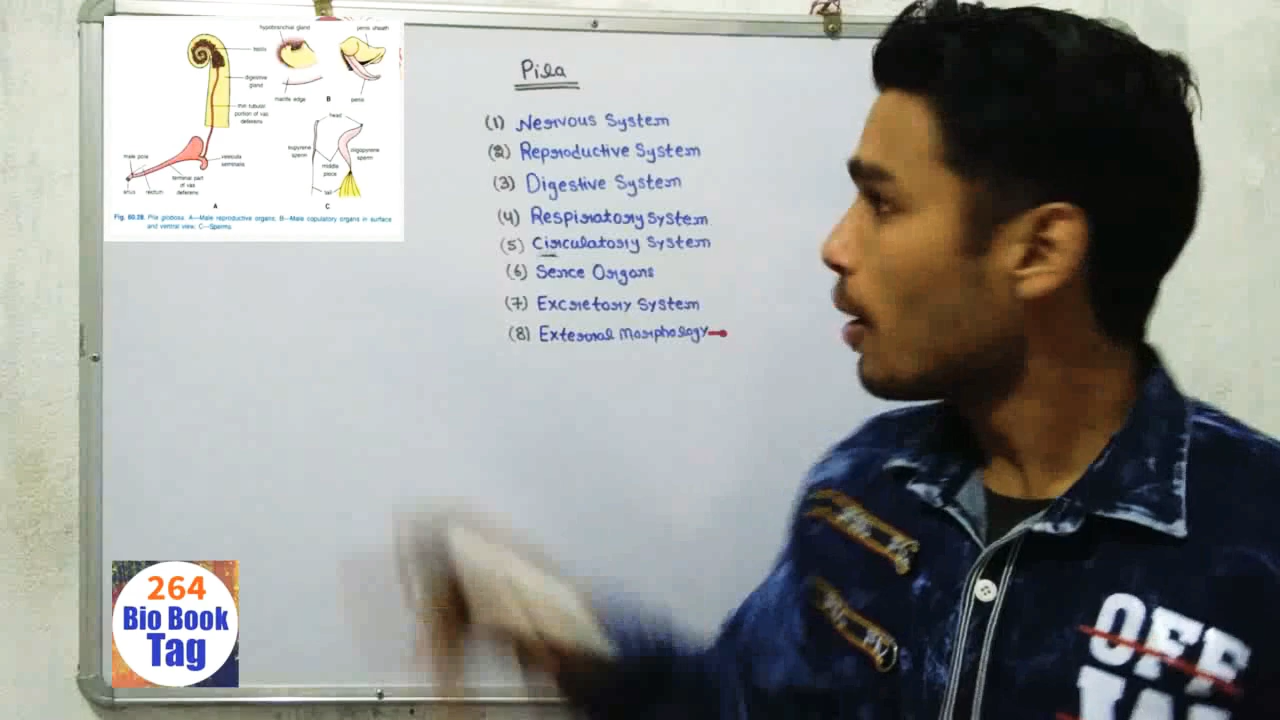 hypobranchial gland
penis sheath
testis
digestive
gland
mantle edge
B
penis
thin tubular
portion of vas
deferens
head
eupyrene
sperm
oligopyrene
sperm
male pole
vesicula
seminalis
middle
piece
anus
rectum
terminal part
of vas
deferens
tail
A
C
Fig. 60.28. Pila globosa. A—Male reproductive organs; B—Male copulatory organs in surface
and ventral view; C—Sperms.
Pila
(1) Nervous System
(2) Reproductive System
(3) Digestive System
(4) Respiratory System
(5) Circulatory System
(6) Sence Organs
(7) Excretory System
(8) External Morphology
264
Bio Book
Tag
OFF